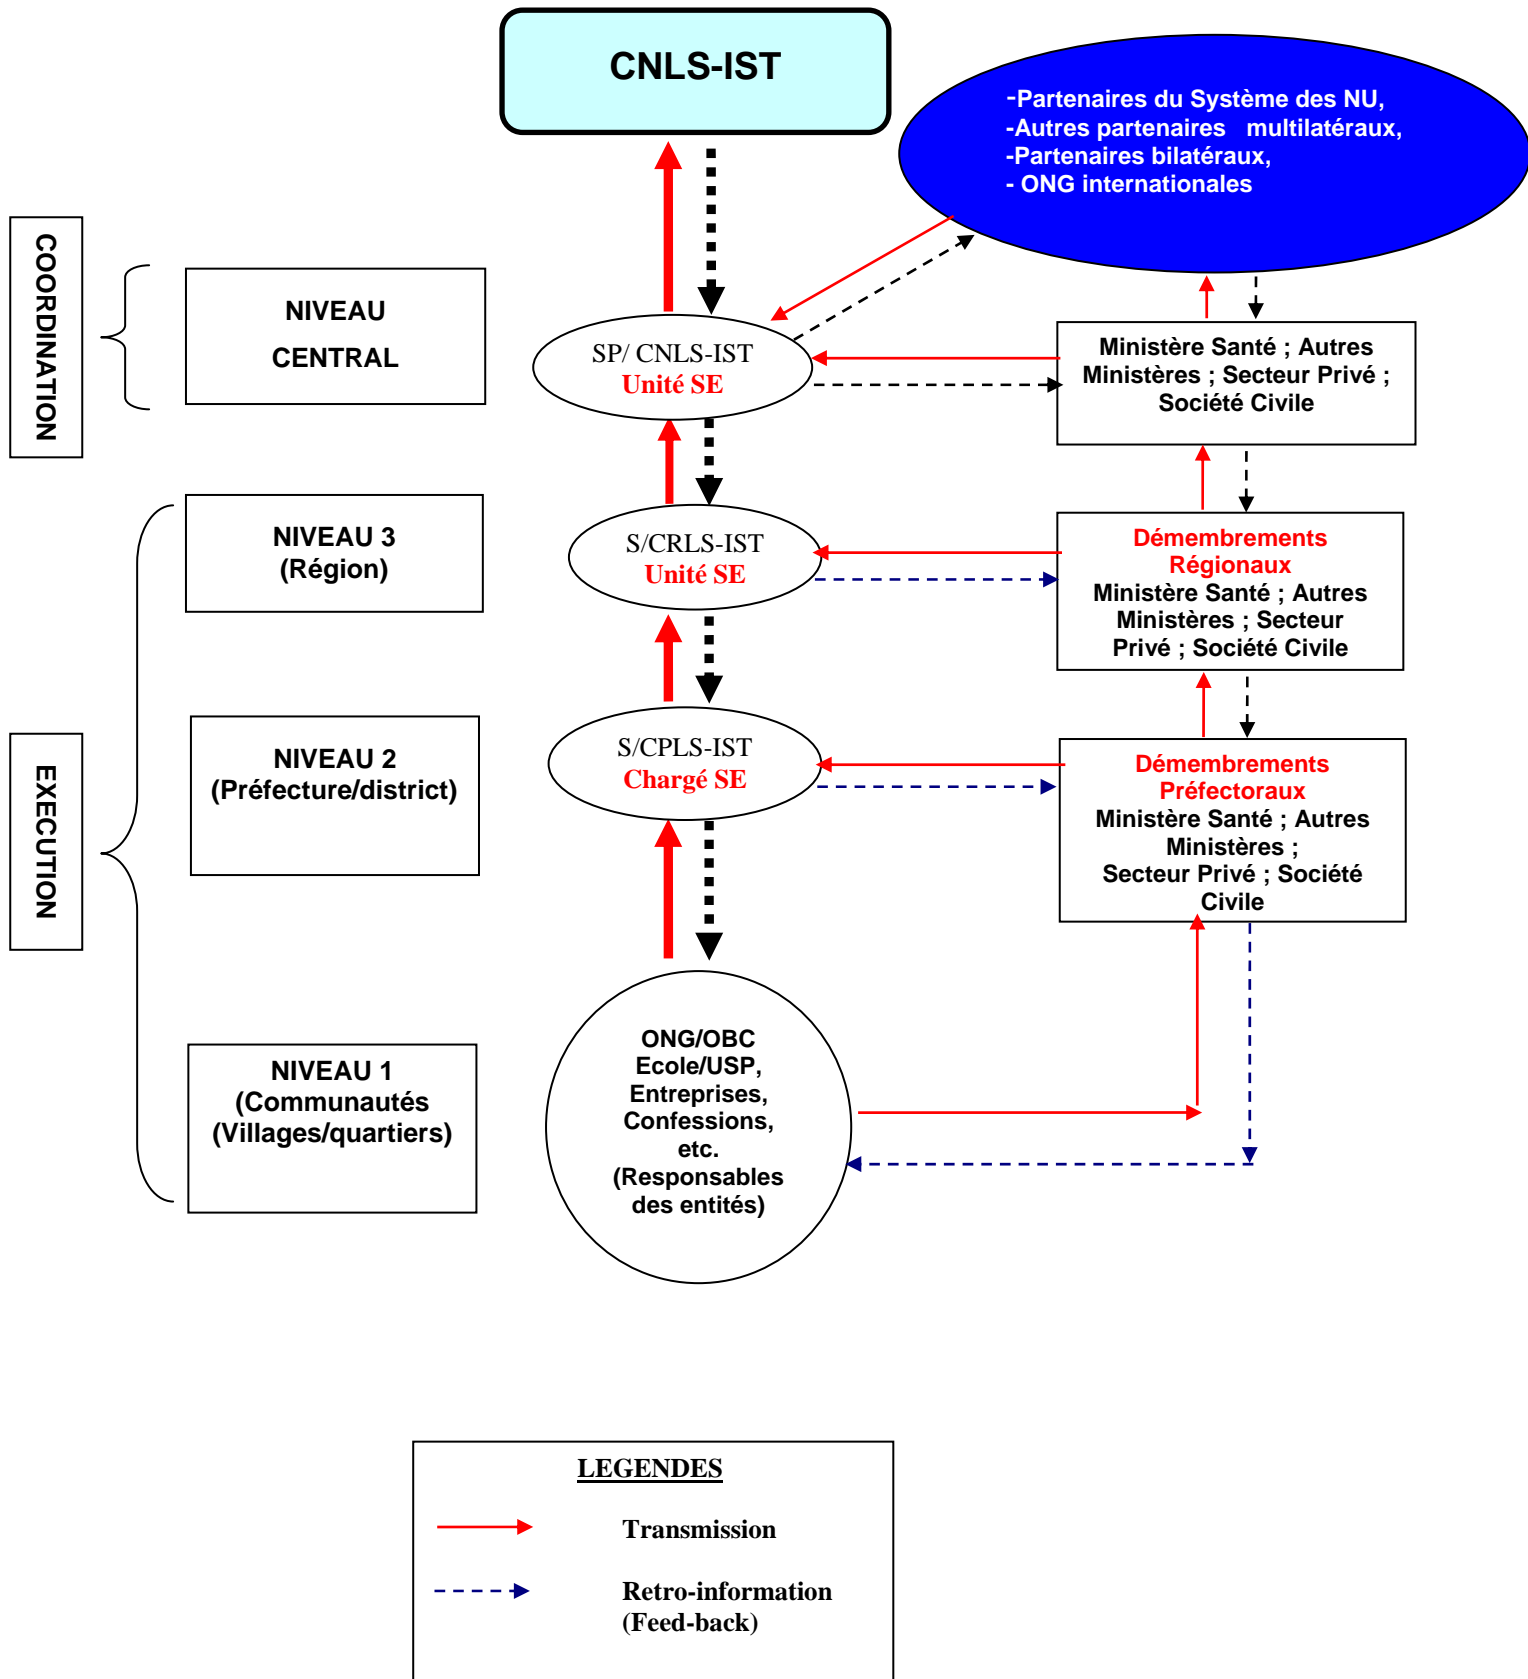 CNLS-IST
-Partenaires du Système des NU,
-Autres partenaires multilatéraux,
-Partenaires bilatéraux,
- ONG internationales
COORDINATION
NIVEAU
CENTRAL
SP/ CNLS-IST
Unité SE
Ministère Santé ; Autres
Ministères ; Secteur Privé ;
Société Civile
NIVEAU 3
(Région)
S/CRLS-IST
Unité SE
Démembrements
Régionaux
Ministère Santé ; Autres
Ministères ; Secteur
Privé ; Société Civile
EXECUTION
NIVEAU 2
(Préfecture/district)
S/CPLS-IST
Chargé SE
Démembrements
Préfectoraux
Ministère Santé ; Autres
Ministères ;
Secteur Privé ; Société
Civile
NIVEAU 1
(Communautés
(Villages/quartiers)
ONG/OBC
Ecole/USP,
Entreprises,
Confessions,
etc.
(Responsables
des entités)
LEGENDES
Transmission
Retro-information
(Feed-back)